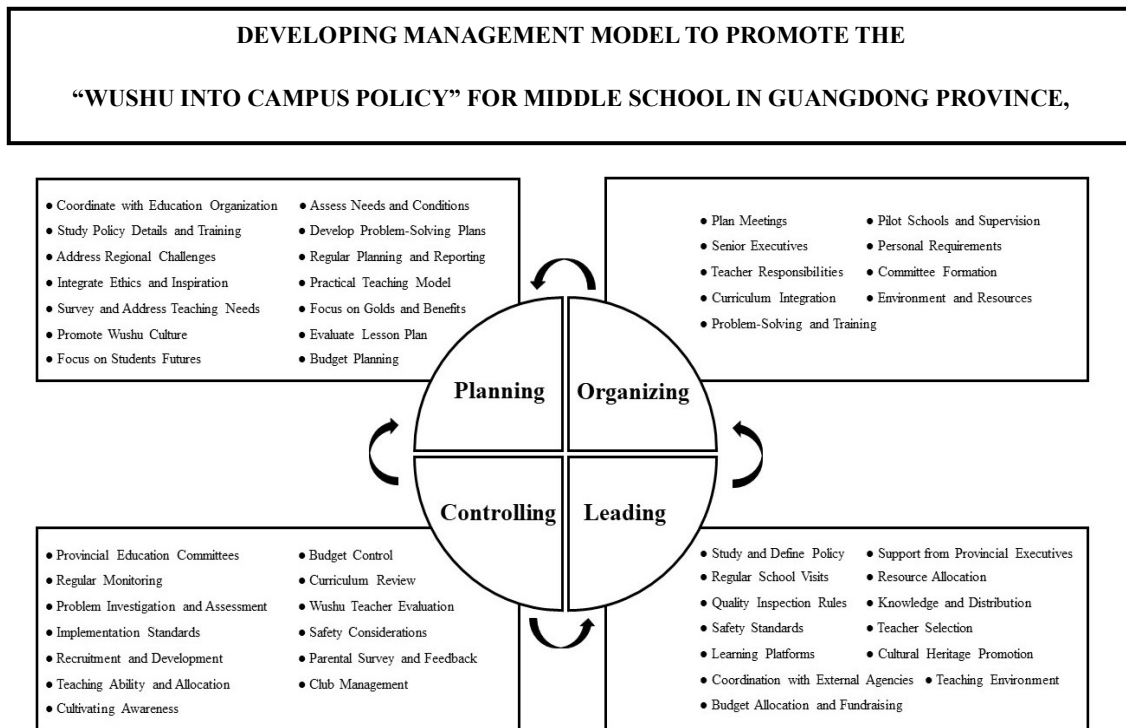 DEVELOPING MANAGEMENT MODEL TO PROMOTE THE
“WUSHU INTO CAMPUS POLICY” FOR MIDDLE SCHOOL IN GUANGDONG PROVINCE,
● Coordinate with Education Organization
● Study Policy Details and Training
● Address Regional Challenges
● Integrate Ethics and Inspiration
● Survey and Address Teaching Needs
● Promote Wushu Culture
● Focus on Students Futures
● Assess Needs and Conditions
● Develop Problem-Solving Plans
● Regular Planning and Reporting
● Practical Teaching Model
● Focus on Golds and Benefits
● Evaluate Lesson Plan
● Budget Planning
● Plan Meetings
● Senior Executives
● Teacher Responsibilities
● Curriculum Integration
● Problem-Solving and Training
● Pilot Schools and Supervision
● Personal Requirements
● Committee Formation
● Environment and Resources
Planning
Organizing
Controlling
Leading
● Provincial Education Committees
● Regular Monitoring
● Problem Investigation and Assessment
● Implementation Standards
● Recruitment and Development
● Teaching Ability and Allocation
● Cultivating Awareness
● Budget Control
● Curriculum Review
● Wushu Teacher Evaluation
● Safety Considerations
● Parental Survey and Feedback
● Club Management
● Study and Define Policy
● Regular School Visits
● Quality Inspection Rules
● Safety Standards
● Learning Platforms
● Coordination with External Agencies
● Budget Allocation and Fundraising
● Support from Provincial Executives
● Resource Allocation
● Knowledge and Distribution
● Teacher Selection
● Cultural Heritage Promotion
● Teaching Environment